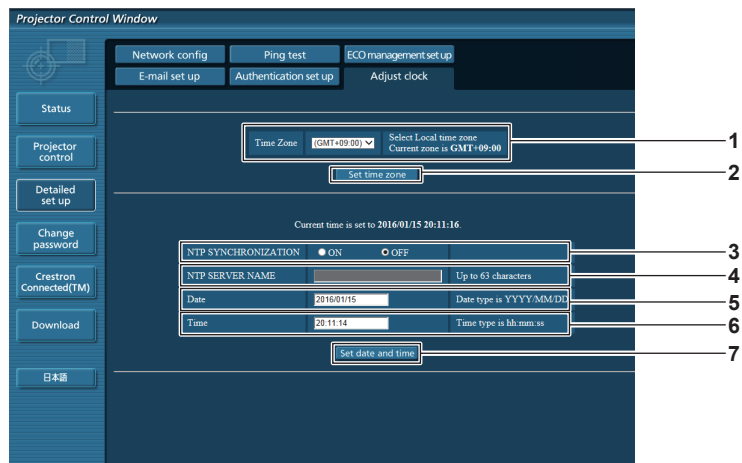 Projector Control Window
Network config
Ping test
ECO management set up
E-mail set up
Authentication set up
Adjust clock
Status
Projector
control
Detailed
set up
Change
password
Crestron
Connected(TM)
Download
日本語
Time Zone
(GMT+09:00)
Select Local time zone
Current zone is GMT+09:00
1
Set time zone
2
Current time is set to 2016/01/15 20:11:16.
NTP SYNCHRONIZATION
ON
OFF
3
NTP SERVER NAME
Up to 63 characters
4
Date
2016/01/15
Date type is YYYY/MM/DD
5
Time
20:11:14
Time type is hh:mm:ss
6
Set date and time
7